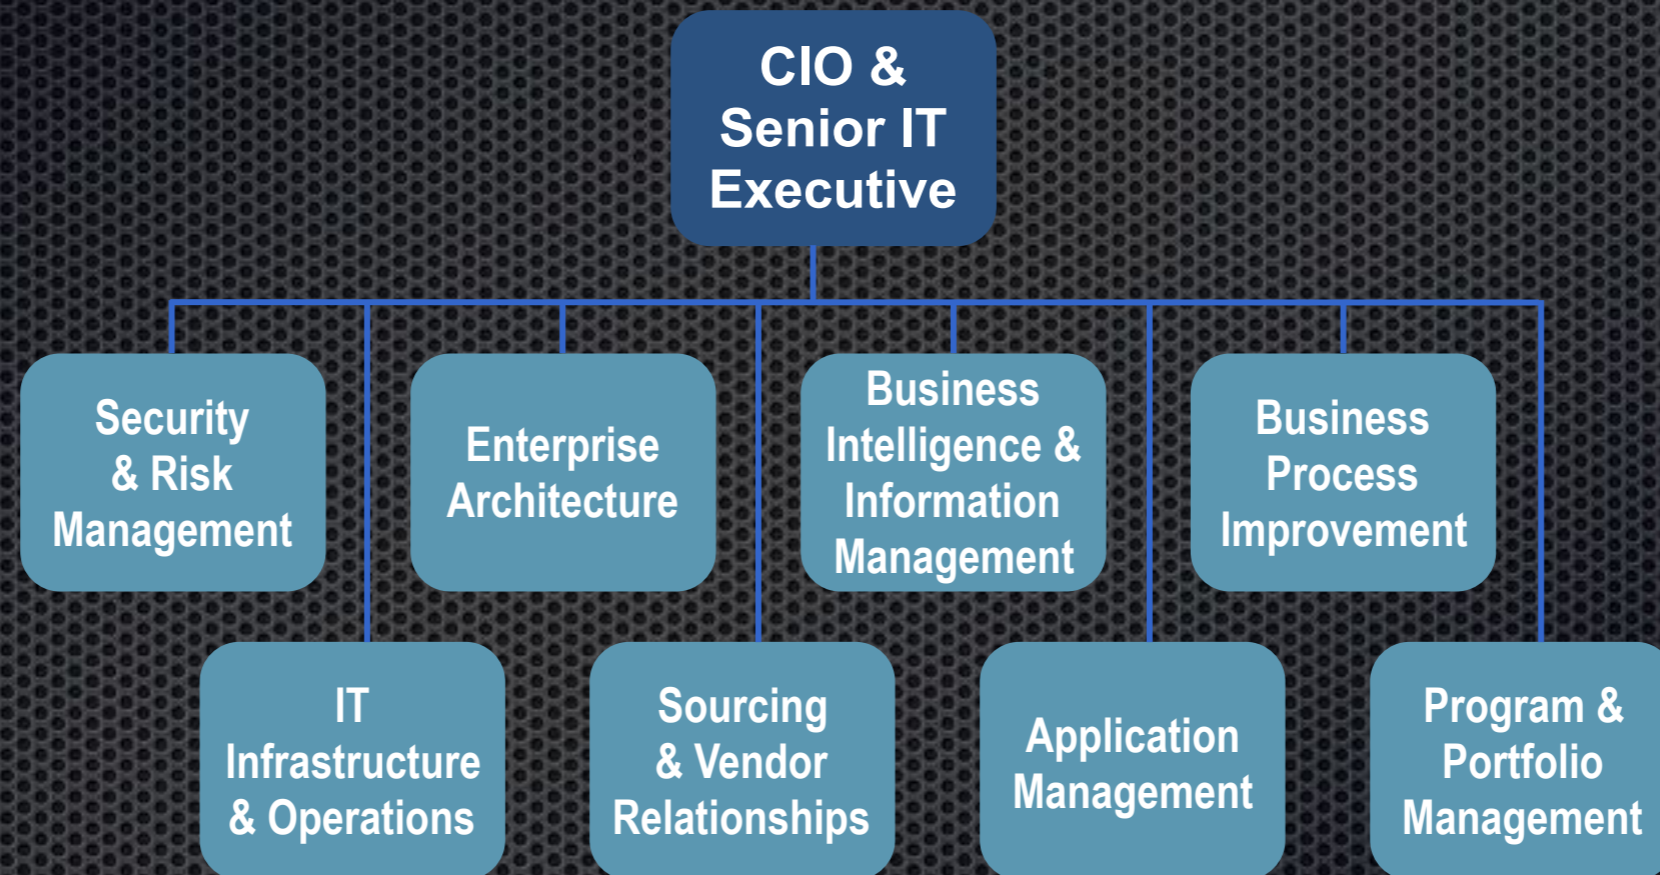 CIO &
Senior IT
Executive
Security
& Risk
Management
Enterprise
Architecture
Business
Intelligence &
Information
Management
Business
Process
Improvement
IT
Infrastructure
& Operations
Sourcing
& Vendor
Relationships
Application
Management
Program &
Portfolio
Management